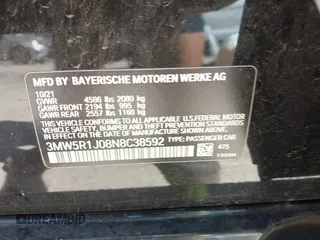 MFD BY BAYERISCHE MOTOREN WERKE AG
10/21
GVWR 4586 lbs 2080 kg
GAWR FRONT 2194 lbs 995 kg
GAWR REAR 2557 lbs 1160 kg
THIS VEHICLE CONFORMS TO ALL APPLICABLE U.S. FEDERAL MOTOR
VEHICLE SAFETY, BUMPER AND THEFT PREVENTION STANDARDS
IN EFFECT ON THE DATE OF MANUFACTURE SHOWN ABOVE.
3MW5R1J08N8C38592 TYPE: PASSENGER CAR 475
AUTOBIDMASTER